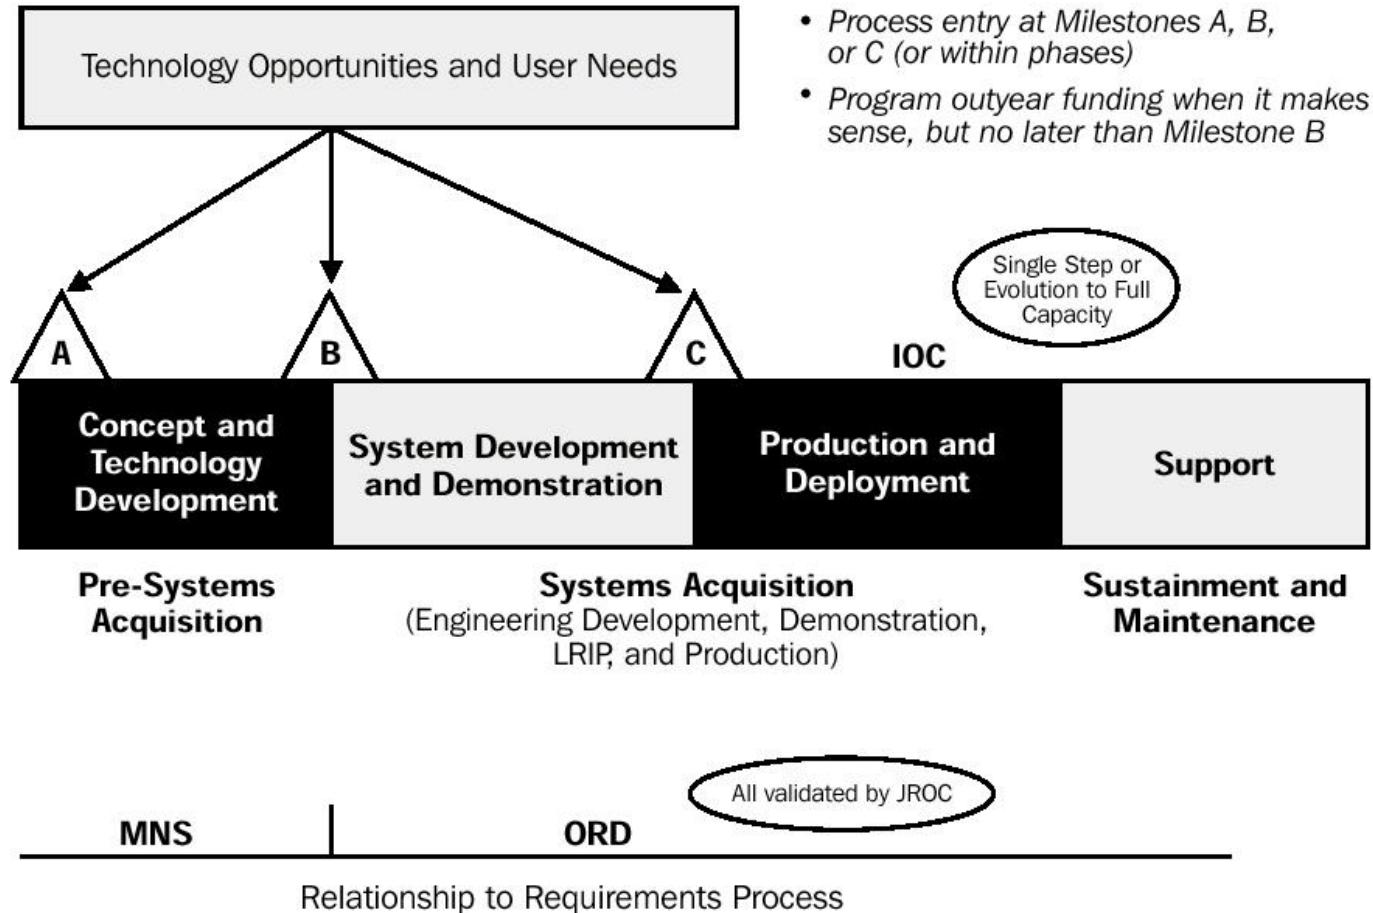 Technology Opportunities and User Needs
• Process entry at Milestones A, B,
or C (or within phases)
• Program outyear funding when it makes
sense, but no later than Milestone B
Single Step or
Evolution to Full
Capacity
A
B
C
IOC
Concept and
Technology
Development
System Development
and Demonstration
Production and
Deployment
Support
Pre-Systems
Acquisition
Systems Acquisition
(Engineering Development, Demonstration,
LRIP, and Production)
Sustainment and
Maintenance
All validated by JROC
MNS
ORD
Relationship to Requirements Process